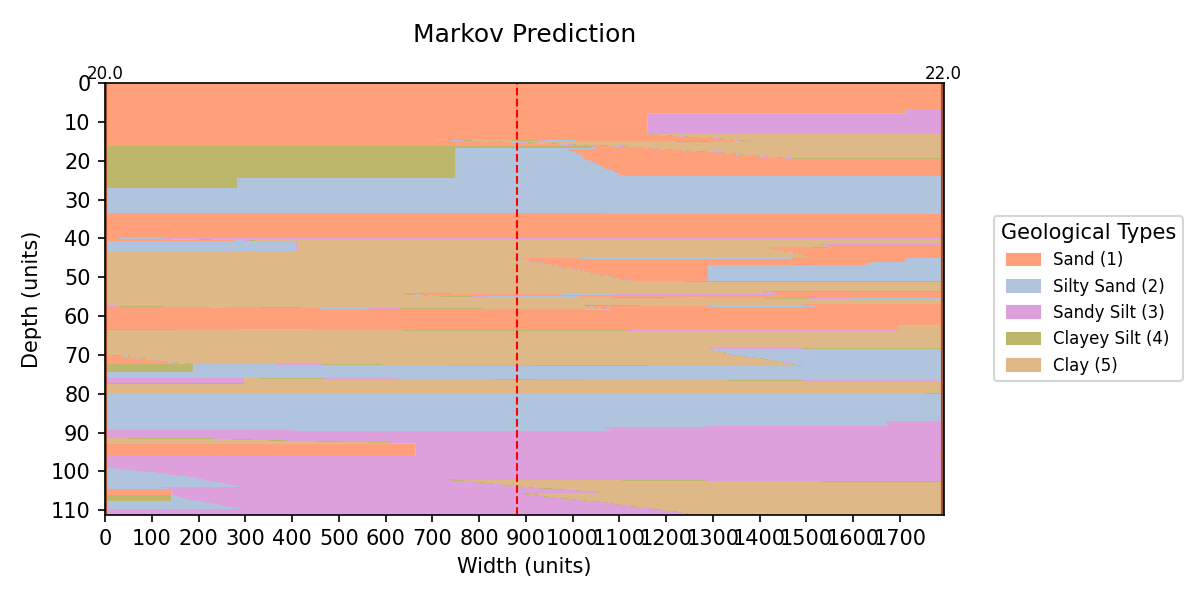 Markov Prediction
20.0
22.0
0
10
20
30
40
50
60
70
80
90
100
110
Depth (units)
0 100 200 300 400 500 600 700 800 900 1000 1100 1200 1300 1400 1500 1600 1700
Width (units)
Geological Types
Sand (1)
Silty Sand (2)
Sandy Silt (3)
Clayey Silt (4)
Clay (5)